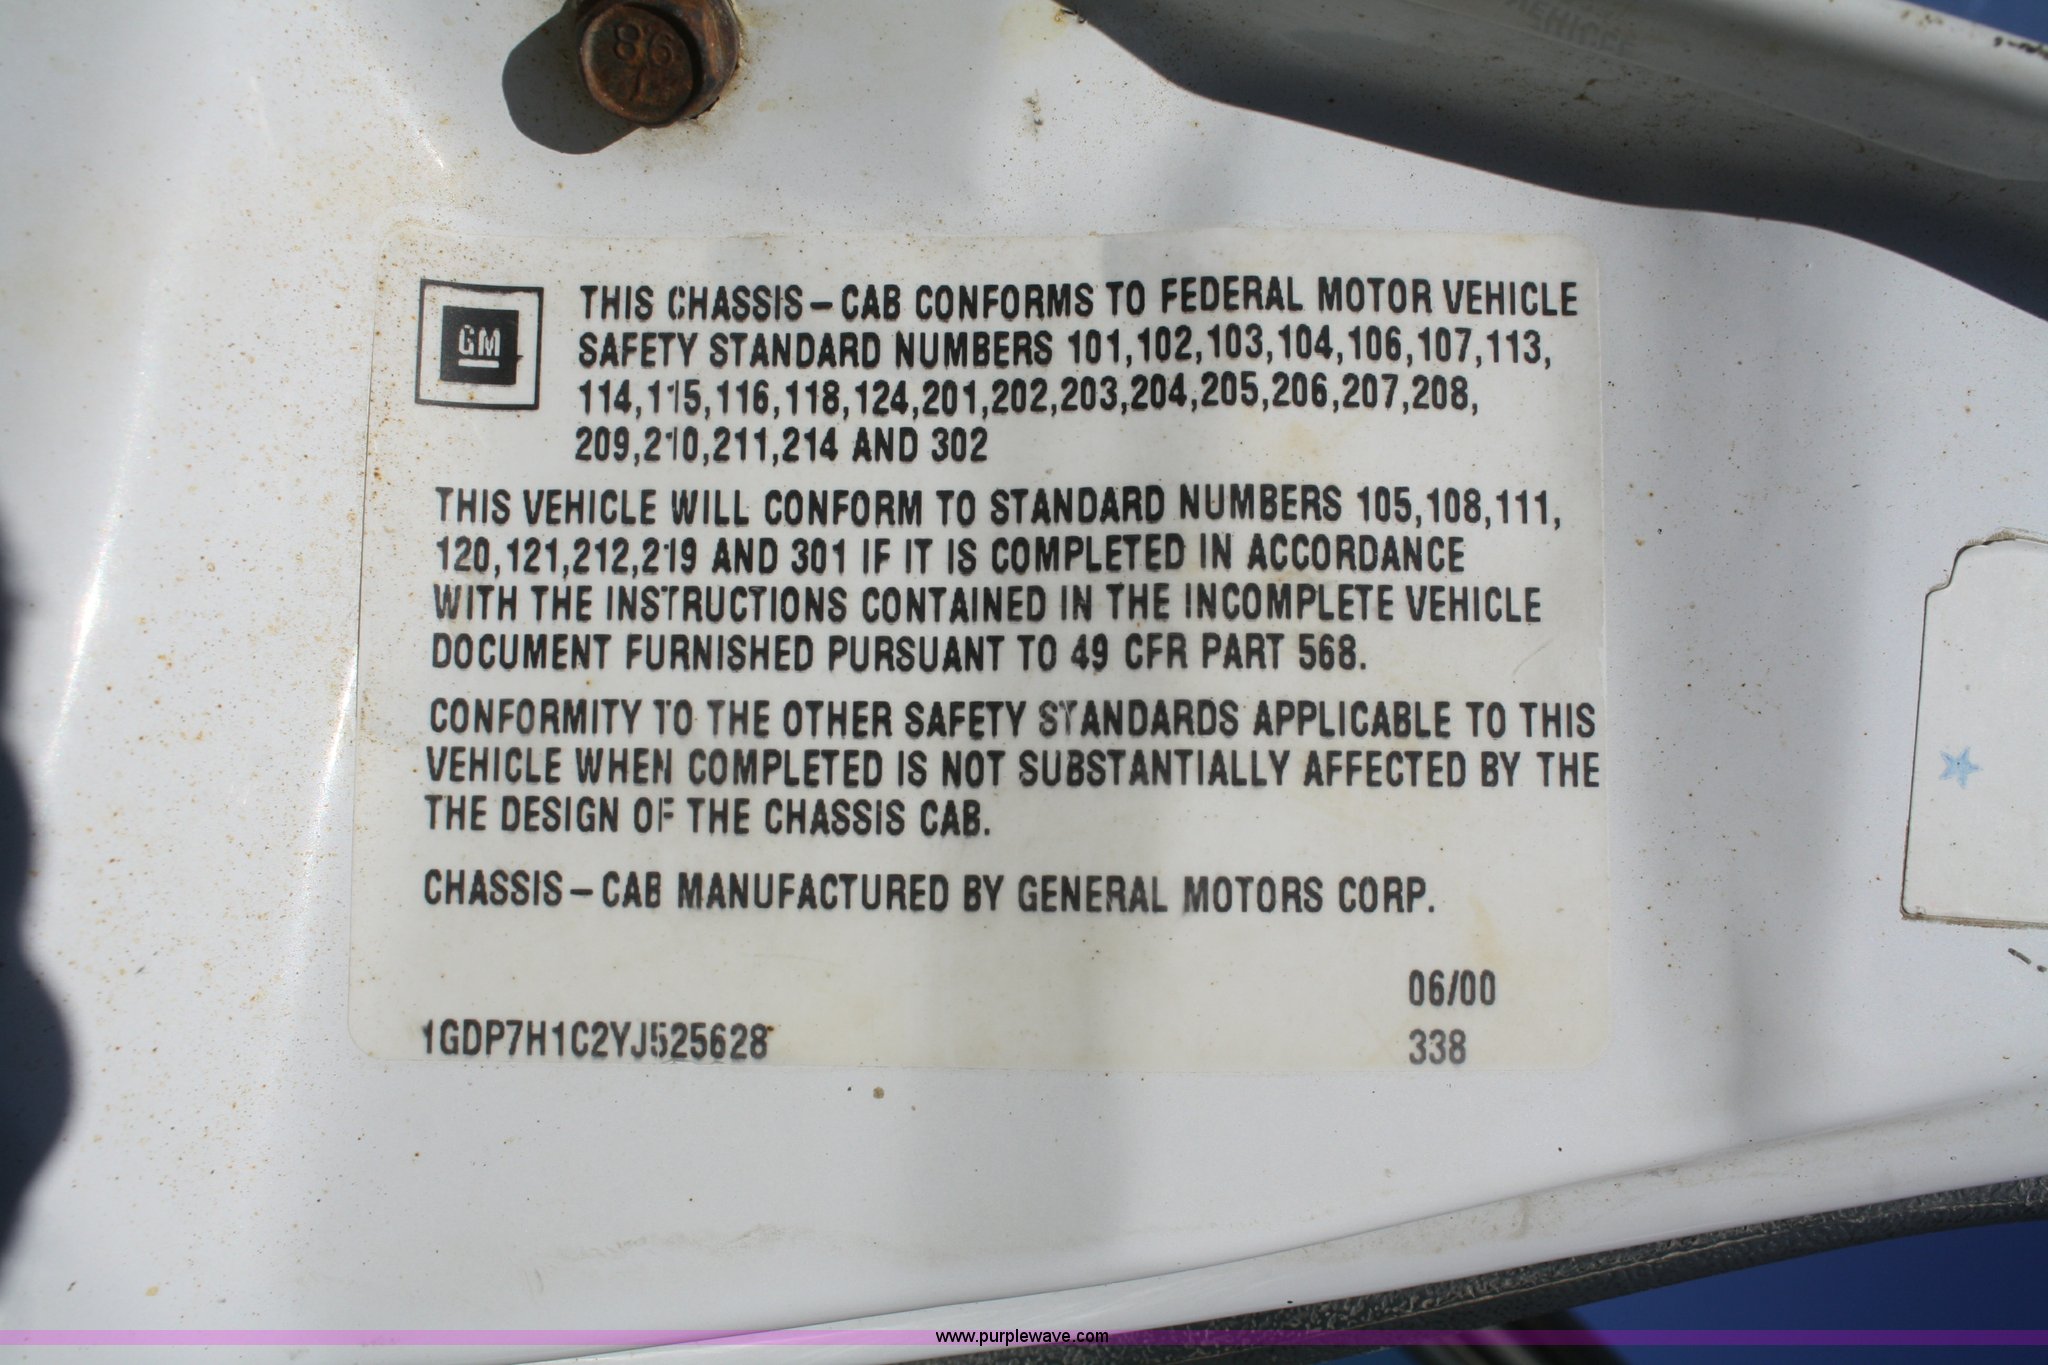 86
VEHICLE
GM
THIS CHASSIS-CAB CONFORMS TO FEDERAL MOTOR VEHICLE
SAFETY STANDARD NUMBERS 101,102,103,104,106,107,113,
114,115,116,118,124,201,202,203,204,205,206,207,208,
209,210,211,214 AND 302
THIS VEHICLE WILL CONFORM TO STANDARD NUMBERS 105,108,111,
120,121,212,219 AND 301 IF IT IS COMPLETED IN ACCORDANCE
WITH THE INSTRUCTIONS CONTAINED IN THE INCOMPLETE VEHICLE
DOCUMENT FURNISHED PURSUANT TO 49 CFR PART 568.
CONFORMITY TO THE OTHER SAFETY STANDARDS APPLICABLE TO THIS
VEHICLE WHEN COMPLETED IS NOT SUBSTANTIALLY AFFECTED BY THE
THE DESIGN OF THE CHASSIS CAB.
CHASSIS-CAB MANUFACTURED BY GENERAL MOTORS CORP.
06/00
1GDP7H1C2YJ525628
338
www.purplewave.com